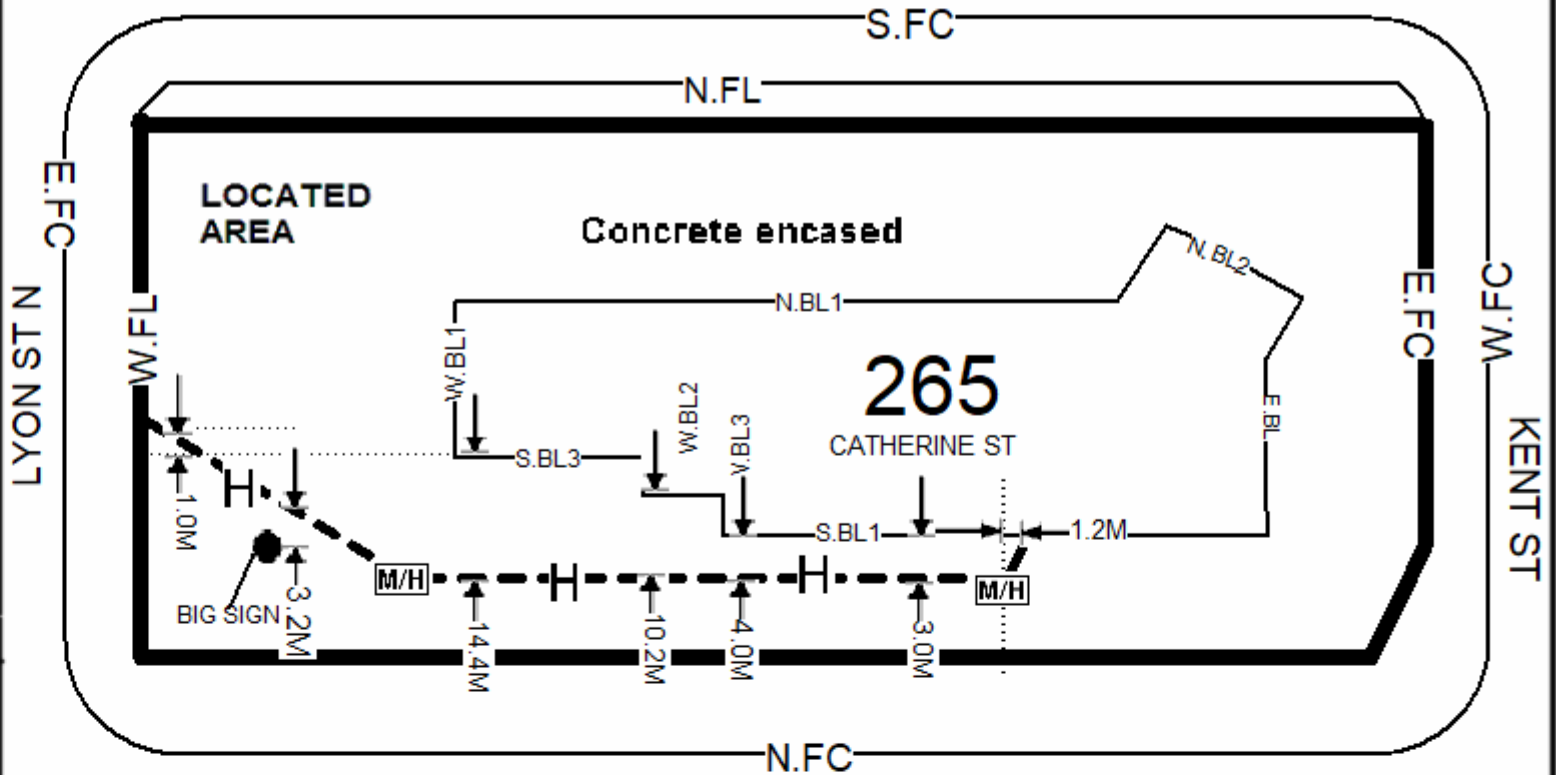 S.FC
N.FL
E.FC
LOCATED
AREA
Concrete encased
N.BL2
LYON ST N
W.FL
W.BL1
N.BL1
E.FC
W.FC
265
CATHERINE ST
W.BL2
E.BL
KENT ST
S.BL3
H
1.0M
S.BL1
1.2M
M/H
H
H
M/H
BIG SIGN
3.2M
14.4M
10.2M
4.0M
3.0M
N.FC